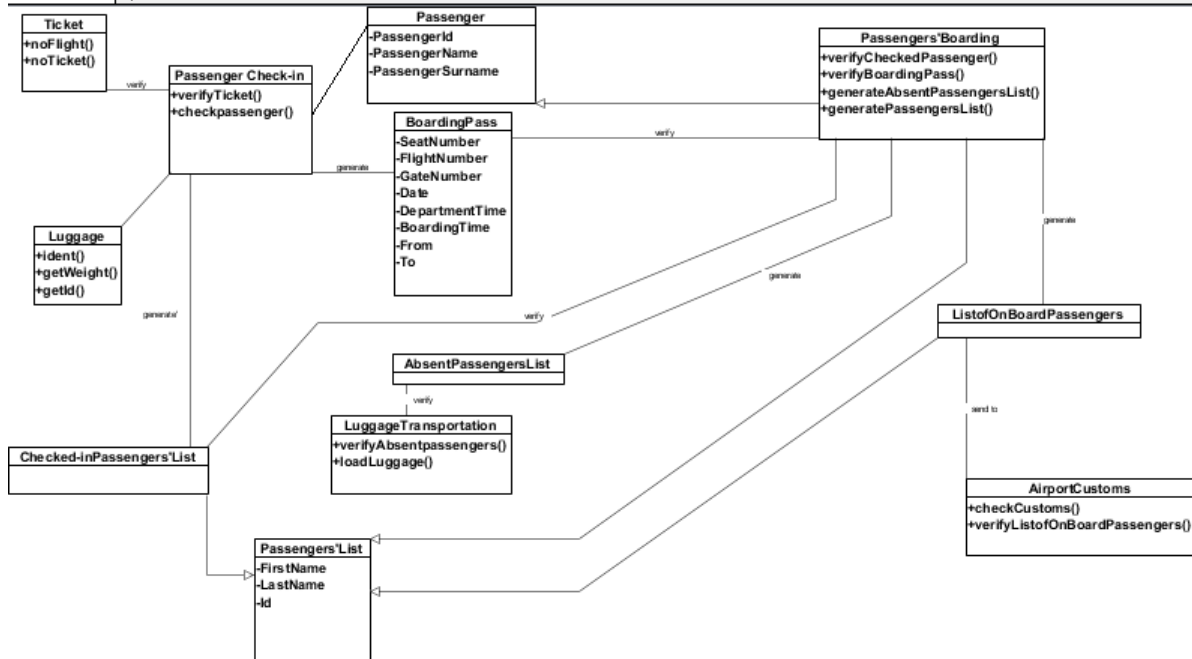 Ticket
+noFlight()
+noTicket()
verify
Passenger Check-in
+verifyTicket()
+checkpassenger()
Passenger
-PassengerId
-PassengerName
-PassengerSurname
Passengers'Boarding
+verifyCheckedPassenger()
+verifyBoardingPass()
+generateAbsentPassengersList()
+generatePassengersList()
verify
generate
BoardingPass
-SeatNumber
-FlightNumber
-GateNumber
-Date
-DepartmentTime
-BoardingTime
-From
-To
Luggage
+ident()
+getWeight()
+getId()
generate/
verify
generate
generate
ListofOnBoardPassengers
AbsentPassengersList
verify
LuggageTransportation
+verifyAbsentpassengers()
+loadLuggage()
send to
Checked-inPassengers'List
AirportCustoms
+checkCustoms()
+verifyListofOnBoardPassengers()
Passengers'List
-FirstName
-LastName
-Id